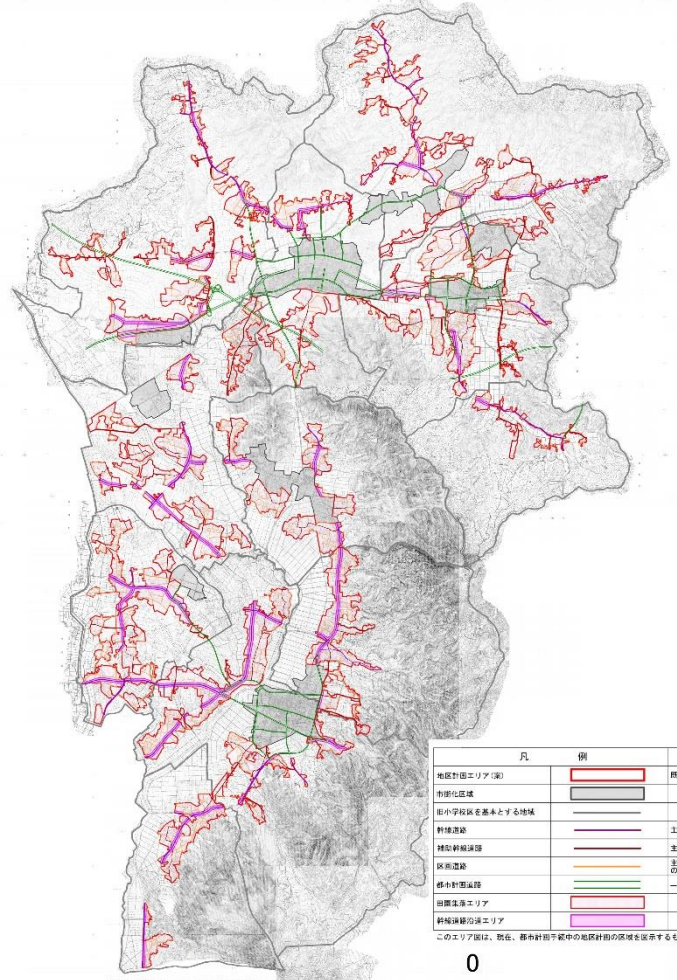 凡 例
地区計画エリア（案）
市街化区域
旧小学校区を基本とする地域
幹線道路 主
補助幹線道路 主
区画道路 主
の
都市計画道路 一
田園集落エリア
幹線道路沿道エリア
このエリア図は、現在、都市計画手続中の地区計画の区域を図示するも
0